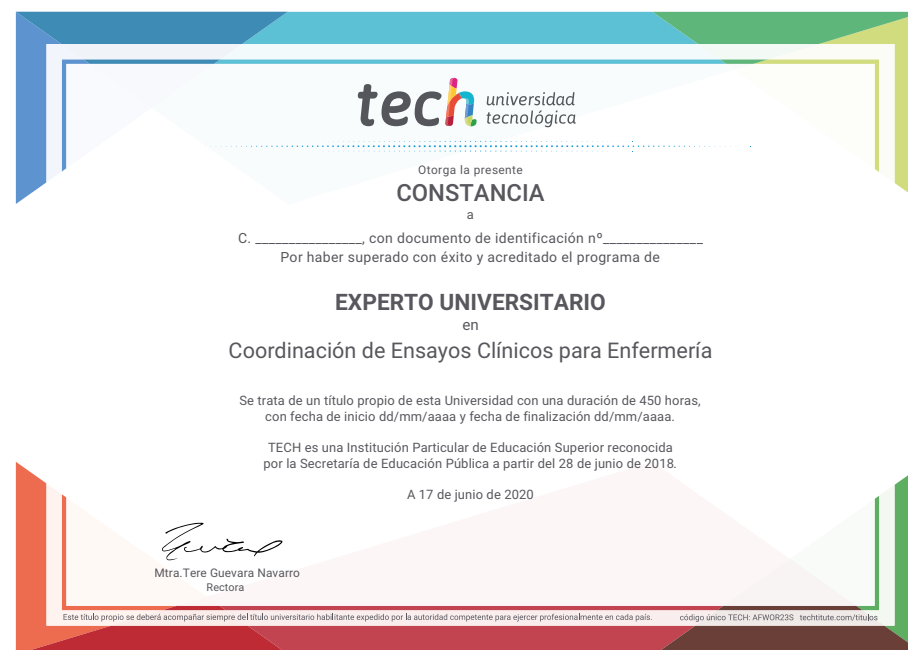 tech universidad
tecnológica
Otorga la presente
CONSTANCIA
a
C. ________________, con documento de identificación nº_______________
Por haber superado con éxito y acreditado el programa de
EXPERTO UNIVERSITARIO
en
Coordinación de Ensayos Clínicos para Enfermería
Se trata de un título propio de esta Universidad con una duración de 450 horas,
con fecha de inicio dd/mm/aaaa y fecha de finalización dd/mm/aaaa.
TECH es una Institución Particular de Educación Superior reconocida
por la Secretaría de Educación Pública a partir del 28 de junio de 2018.
A 17 de junio de 2020
Mtra.Tere Guevara Navarro
Rectora
Este título propio se deberá acompañar siempre del título universitario habilitante expedido por la autoridad competente para ejercer profesionalmente en cada país. código único TECH: AFWOR23S techtitute.com/titulos